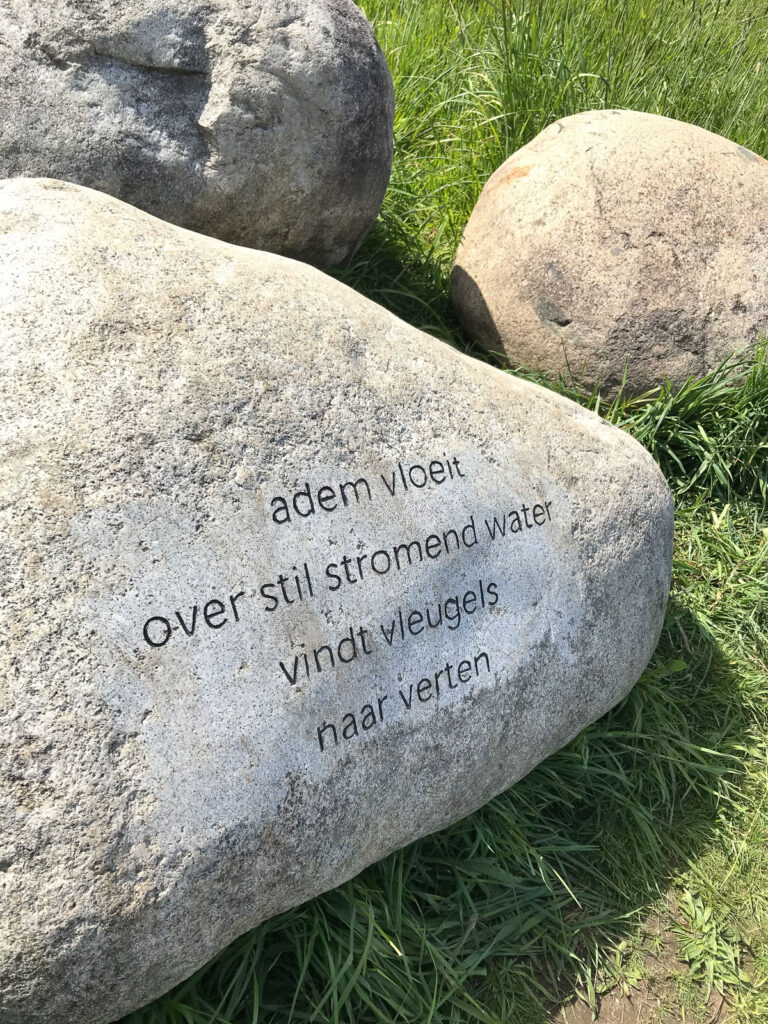 adem vloeit
over stil stromend water
vindt vleugels
naar verten